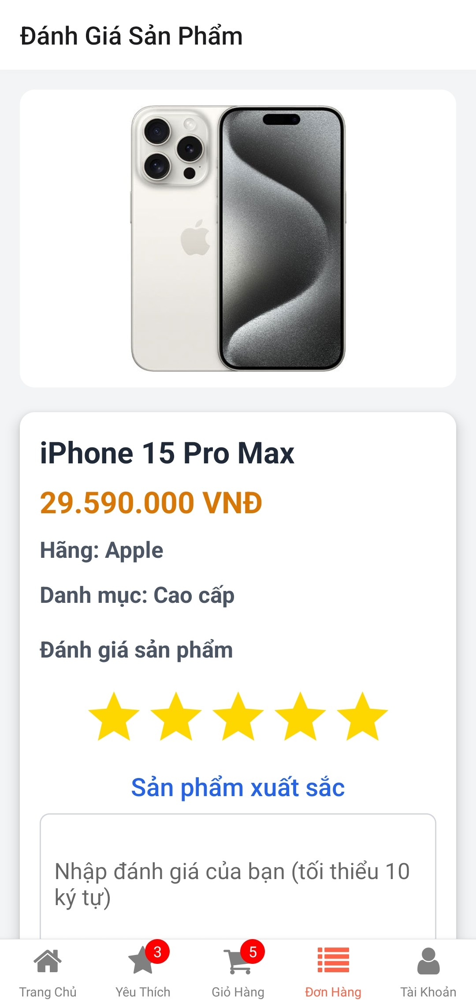 Đánh Giá Sản Phẩm
iPhone 15 Pro Max
29.590.000 VNĐ
Hãng: Apple
Danh mục: Cao cấp
Đánh giá sản phẩm
Sản phẩm xuất sắc
Nhập đánh giá của bạn (tối thiểu 10
ký tự)
3
5
Trang Chủ
Yêu Thích
Giỏ Hàng
Đơn Hàng
Tài Khoản